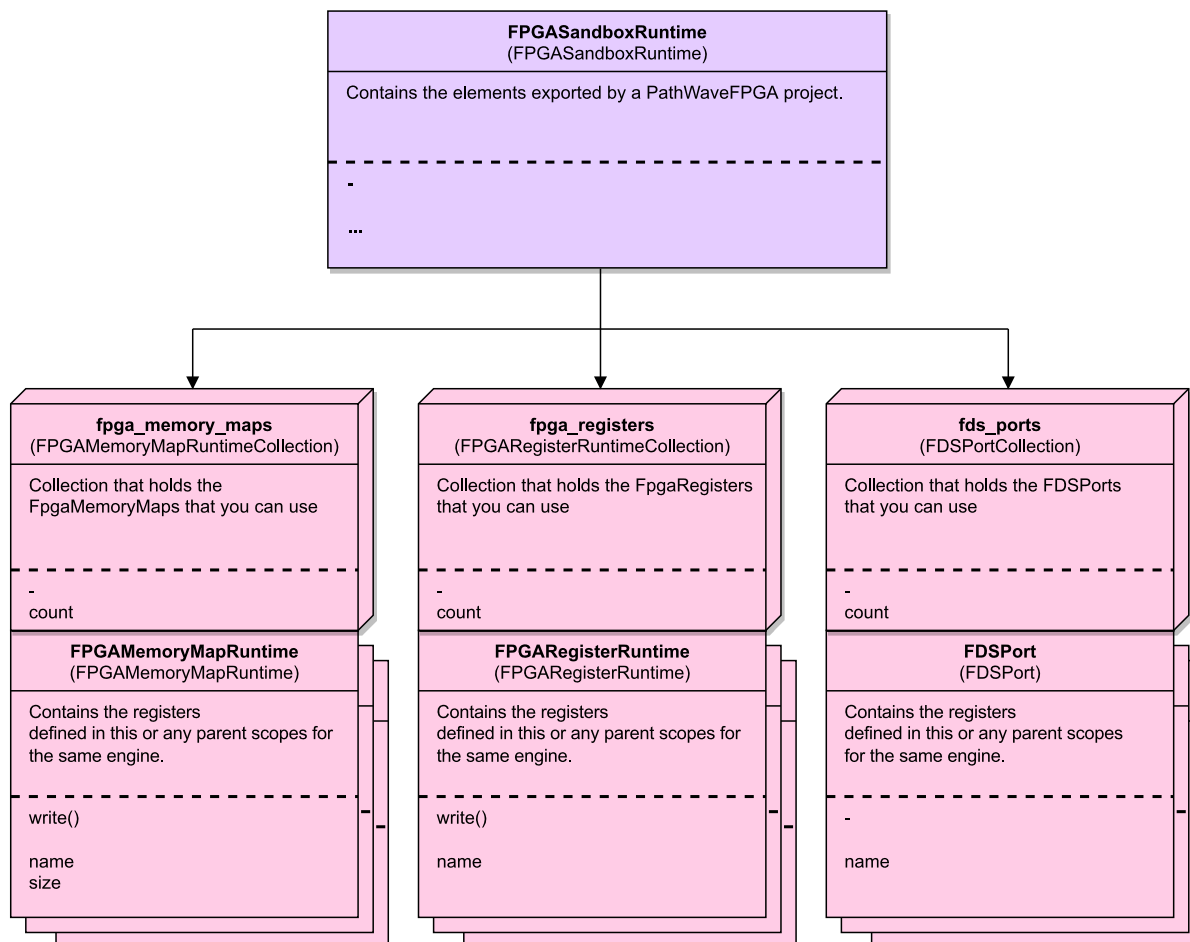 FPGASandboxRuntime
(FPGASandboxRuntime)
Contains the elements exported by a PathWaveFPGA project.
-
...
fpga_memory_maps
(FPGAMemoryMapRuntimeCollection)
Collection that holds the
FpgaMemoryMaps that you can use
-
count
FPGAMemoryMapRuntime
(FPGAMemoryMapRuntime)
Contains the registers
defined in this or any parent scopes for
the same engine.
write()
name
size
fpga_registers
(FPGARegisterRuntimeCollection)
Collection that holds the FpgaRegisters
that you can use
-
count
FPGARegisterRuntime
(FPGARegisterRuntime)
Contains the registers
defined in this or any parent scopes for
the same engine.
write()
name
fds_ports
(FDSPortCollection)
Collection that holds the FDSPorts
that you can use
-
count
FDSPort
(FDSPort)
Contains the registers
defined in this or any parent scopes
for the same engine.
-
name